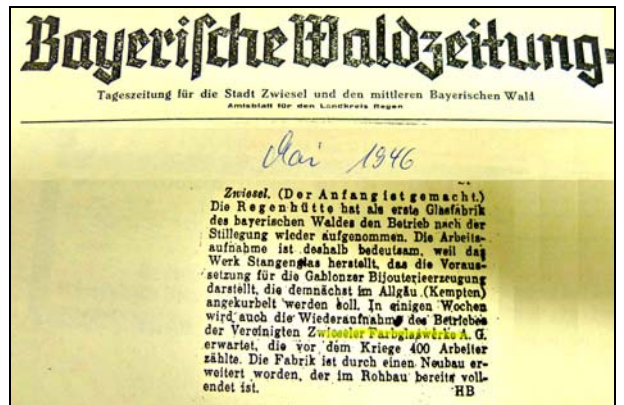 Bayerische Waldzeitung
Tageszeitung für die Stadt Zwiesel und den mittleren Bayerischen Wald
Amtsblatt für den Landkreis Regen
Mai 1946
Zwiesel. (Der Anfang ist gemacht.)
Die Regenhütte hat als erste Glasfabrik
des bayerischen Waldes den Betrieb nach der
Stillegung wieder aufgenommen. Die Arbeits-
aufnahme ist deshalb bedeutsam, weil das
Werk Stangenglas herstellt, das die Voraus-
setzung für die Gablonzer Bijouterieerzeugung
darstellt, die demnächst im Allgäu (Kempten)
angekurbelt werden soll. In einigen Wochen
wird auch die Wiederaufnahme des Betriebes
der Vereinigten Zwieseler Farbglaswerke A. G.
erwartet, die vor dem Kriege 400 Arbeiter
zählte. Die Fabrik ist durch einen Neubau er-
weitert worden, der im Rohbau bereits voll-
endet ist. HB